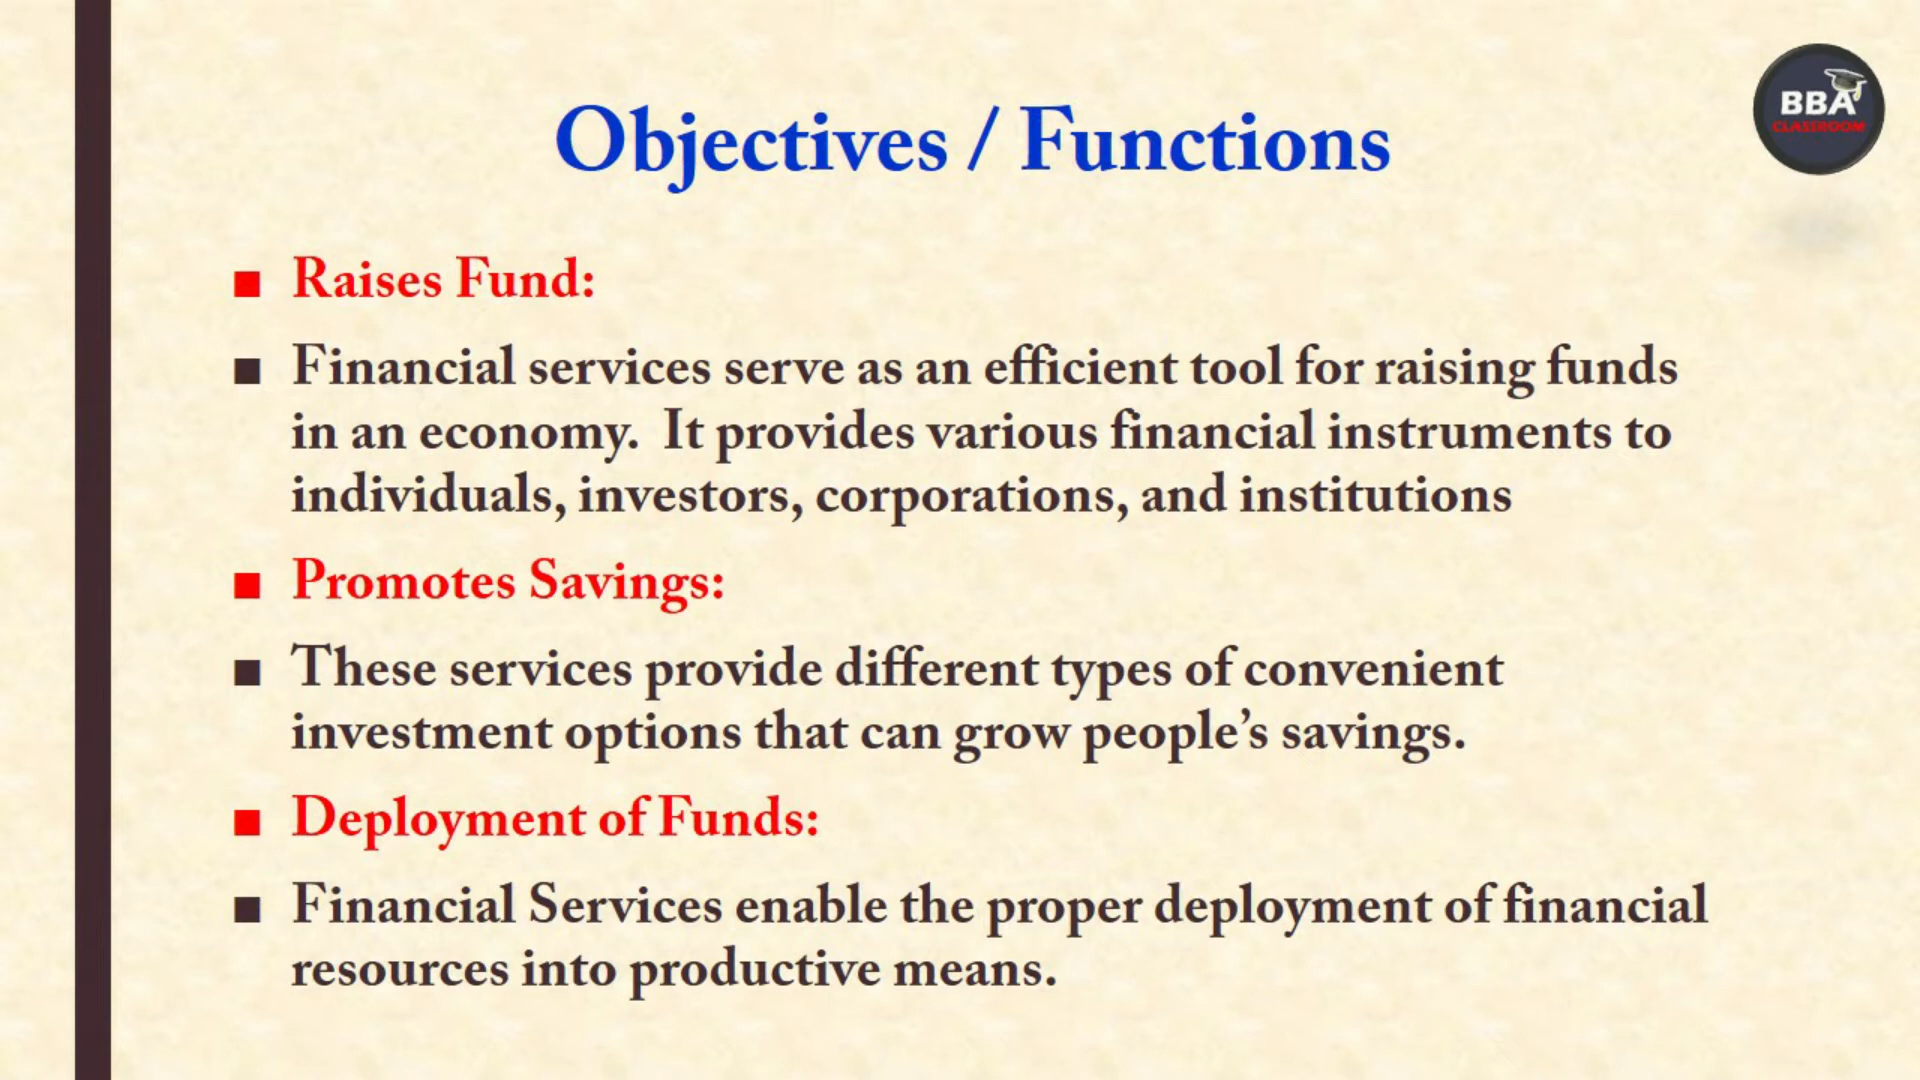 Objectives / Functions
BBA
CLASSROOM
■ Raises Fund:
■ Financial services serve as an efficient tool for raising funds
in an economy.  It provides various financial instruments to
individuals, investors, corporations, and institutions
■ Promotes Savings:
■ These services provide different types of convenient
investment options that can grow people’s savings.
■ Deployment of Funds:
■ Financial Services enable the proper deployment of financial
resources into productive means.